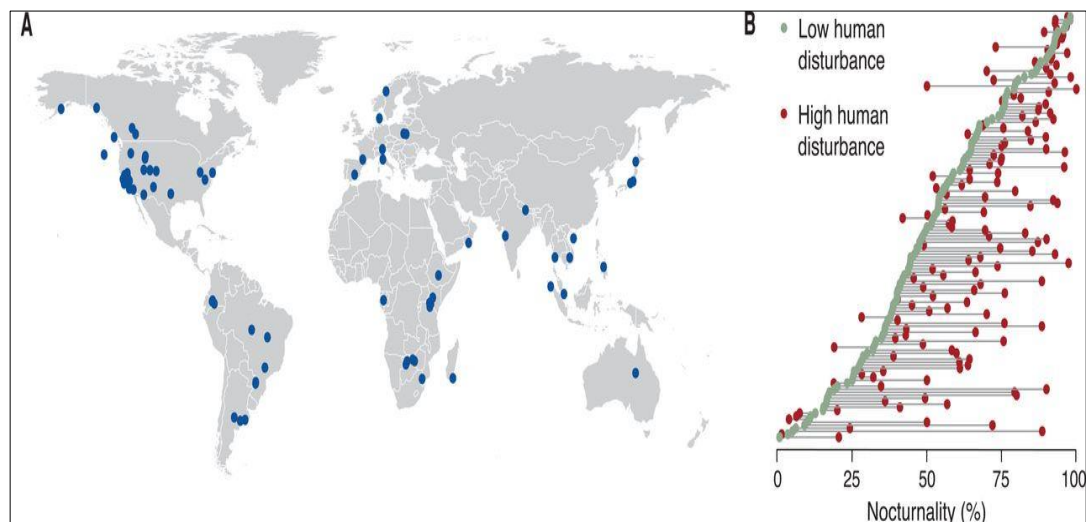 A
B
Low human
disturbance
High human
disturbance
0 25 50 75 100
Nocturnality (%)